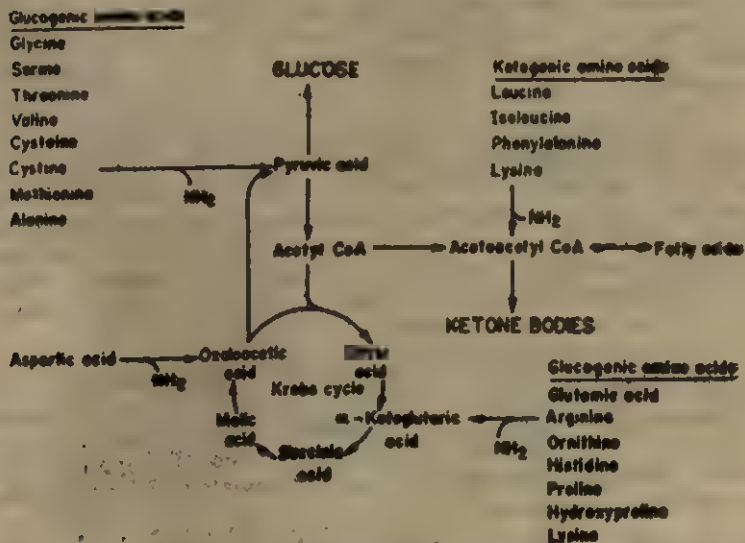 Glucogenic
Glycine
Serine
Threonine
Valine
Cysteine
Cystine
Methionine
Alanine
NH2
GLUCOSE
Pyruvic acid
Acetyl CoA
Ketogenic amino acids
Leucine
Isoleucine
Phenylalanine
Lysine
NH2
Acetoacetyl CoA
Fatty acids
KETONE BODIES
Aspartic acid
NH2
Oxaloacetic
acid
acid
Krebs cycle
Malic
acid
Succinic
acid
α - Ketoglutaric
acid
NH2
Glucogenic amino acids
Glutamic acid
Arginine
Ornithine
Histidine
Proline
Hydroxyproline
Lysine